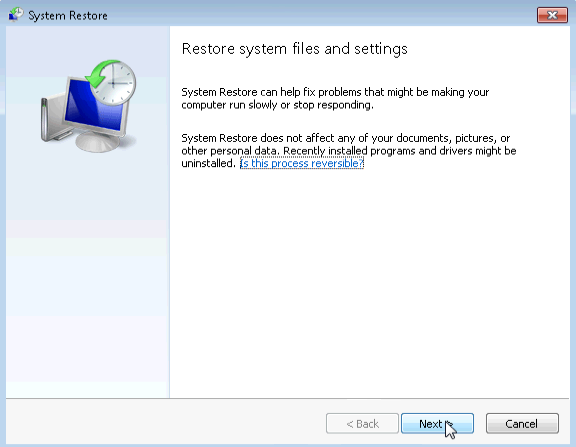 System Restore
Restore system files and settings
System Restore can help fix problems that might be making your
computer run slowly or stop responding.
System Restore does not affect any of your documents, pictures, or
other personal data. Recently installed programs and drivers might be
uninstalled. Is this process reversible?
< Back Next > Cancel